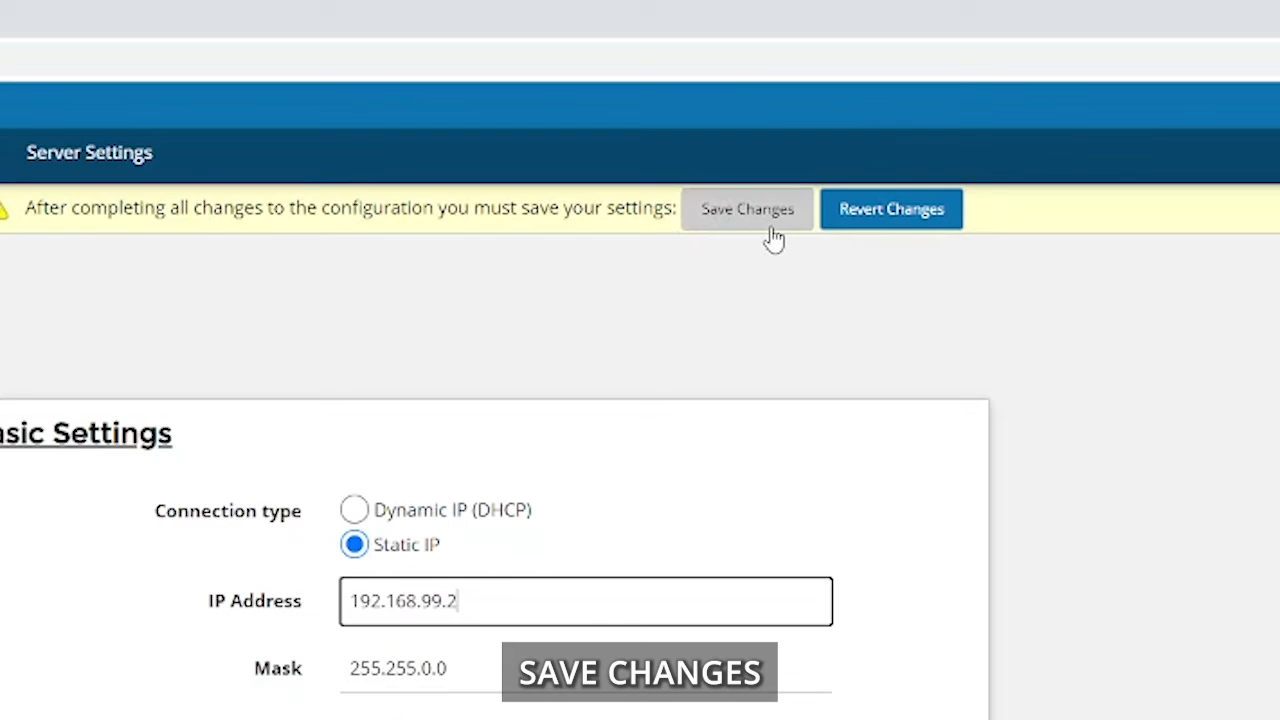 Server Settings
After completing all changes to the configuration you must save your settings: Save Changes Revert Changes
asic Settings
Connection type Dynamic IP (DHCP)
Static IP
IP Address 192.168.99.2
Mask 255.255.0.0
SAVE CHANGES